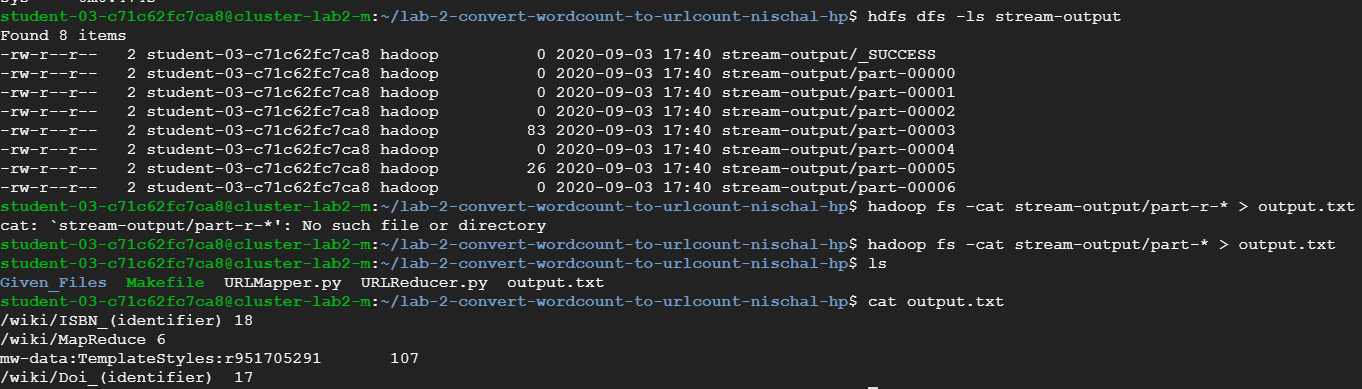 student-03-c71c62fc7ca8@cluster-lab2-m:~/lab-2-convert-wordcount-to-urlcount-nischal-hp$ hdfs dfs -ls stream-output
Found 8 items
-rw-r--r--   2 student-03-c71c62fc7ca8 hadoop          0 2020-09-03 17:40 stream-output/_SUCCESS
-rw-r--r--   2 student-03-c71c62fc7ca8 hadoop          0 2020-09-03 17:40 stream-output/part-00000
-rw-r--r--   2 student-03-c71c62fc7ca8 hadoop          0 2020-09-03 17:40 stream-output/part-00001
-rw-r--r--   2 student-03-c71c62fc7ca8 hadoop          0 2020-09-03 17:40 stream-output/part-00002
-rw-r--r--   2 student-03-c71c62fc7ca8 hadoop         83 2020-09-03 17:40 stream-output/part-00003
-rw-r--r--   2 student-03-c71c62fc7ca8 hadoop          0 2020-09-03 17:40 stream-output/part-00004
-rw-r--r--   2 student-03-c71c62fc7ca8 hadoop         26 2020-09-03 17:40 stream-output/part-00005
-rw-r--r--   2 student-03-c71c62fc7ca8 hadoop          0 2020-09-03 17:40 stream-output/part-00006
student-03-c71c62fc7ca8@cluster-lab2-m:~/lab-2-convert-wordcount-to-urlcount-nischal-hp$ hadoop fs -cat stream-output/part-r-* > output.txt
cat: `stream-output/part-r-*': No such file or directory
student-03-c71c62fc7ca8@cluster-lab2-m:~/lab-2-convert-wordcount-to-urlcount-nischal-hp$ hadoop fs -cat stream-output/part-* > output.txt
student-03-c71c62fc7ca8@cluster-lab2-m:~/lab-2-convert-wordcount-to-urlcount-nischal-hp$ ls
Given_Files  Makefile  URLMapper.py  URLReducer.py  output.txt
student-03-c71c62fc7ca8@cluster-lab2-m:~/lab-2-convert-wordcount-to-urlcount-nischal-hp$ cat output.txt
/wiki/ISBN_(identifier) 18
/wiki/MapReduce 6
mw-data:TemplateStyles:r951705291       107
/wiki/Doi_(identifier)  17